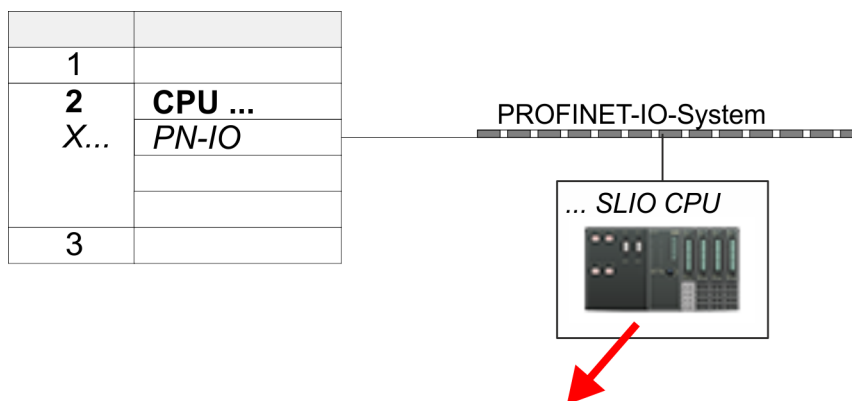 1
2 CPU ...
X... PN-IO
3
PROFINET-IO-System
... SLIO CPU